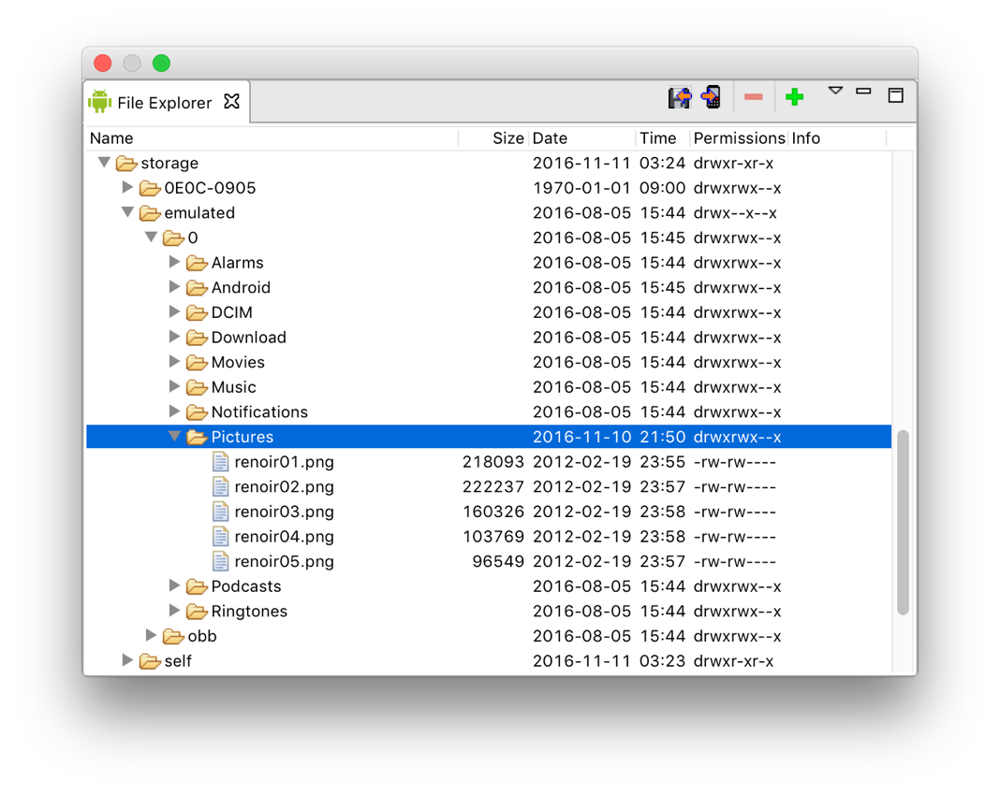 File Explorer
Name Size Date Time Permissions Info
storage 2016-11-11 03:24 drwxr-xr-x
0E0C-0905 1970-01-01 09:00 drwxrwx--x
emulated 2016-08-05 15:44 drwx--x--x
0 2016-08-05 15:45 drwxrwx--x
Alarms 2016-08-05 15:44 drwxrwx--x
Android 2016-08-05 15:45 drwxrwx--x
DCIM 2016-08-05 15:44 drwxrwx--x
Download 2016-08-05 15:44 drwxrwx--x
Movies 2016-08-05 15:44 drwxrwx--x
Music 2016-08-05 15:44 drwxrwx--x
Notifications 2016-08-05 15:44 drwxrwx--x
Pictures 2016-11-10 21:50 drwxrwx--x
renoir01.png 218093 2012-02-19 23:55 -rw-rw----
renoir02.png 222237 2012-02-19 23:57 -rw-rw----
renoir03.png 160326 2012-02-19 23:58 -rw-rw----
renoir04.png 103769 2012-02-19 23:58 -rw-rw----
renoir05.png 96549 2012-02-19 23:57 -rw-rw----
Podcasts 2016-08-05 15:44 drwxrwx--x
Ringtones 2016-08-05 15:44 drwxrwx--x
obb 2016-08-05 15:44 drwxrwx--x
self 2016-11-11 03:23 drwxr-xr-x